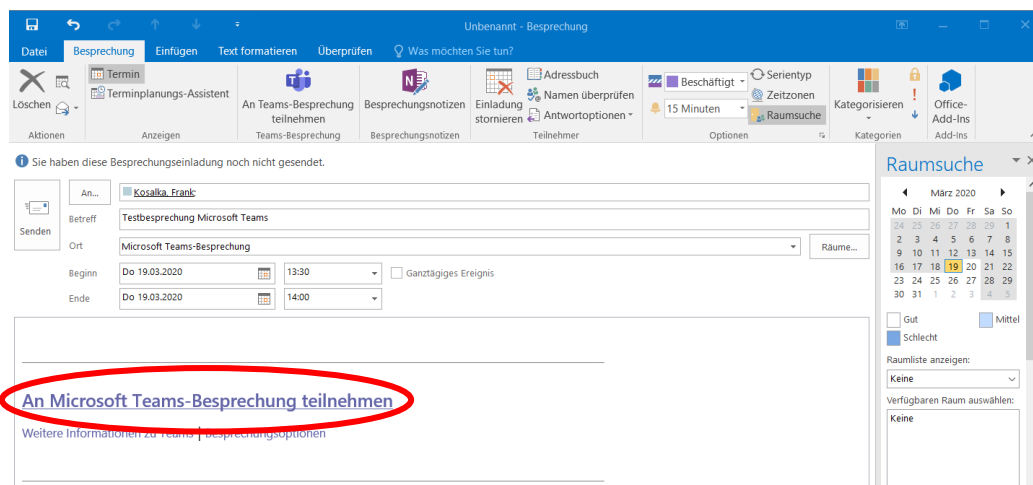 Unbenannt - Besprechung
Datei Besprechung Einfügen Text formatieren Überprüfen Was möchten Sie tun?
Löschen
Aktionen
Termin
Terminplanungs-Assistent
Anzeigen
An Teams-Besprechung
teilnehmen
Teams-Besprechung
Besprechungsnotizen
Besprechungsnotizen
Einladung
stornieren
Adressbuch
Namen überprüfen
Antwortoptionen
Teilnehmer
Beschäftigt
15 Minuten
Serientyp
Zeitzonen
Raumsuche
Optionen
Kategorisieren
Kategorien
Office-
Add-Ins
Add-Ins
Sie haben diese Besprechungseinladung noch nicht gesendet.
Senden
An... Kosalka, Frank;
Betreff Testbesprechung Microsoft Teams
Ort Microsoft Teams-Besprechung Räume...
Beginn Do 19.03.2020 13:30 Ganztägiges Ereignis
Ende Do 19.03.2020 14:00
An Microsoft Teams-Besprechung teilnehmen
Weitere Informationen zu Teams | Besprechungsoptionen
Raumsuche
März 2020
Mo Di Mi Do Fr Sa So
24 25 26 27 28 29 1
2 3 4 5 6 7 8
9 10 11 12 13 14 15
16 17 18 19 20 21 22
23 24 25 26 27 28 29
30 31 1 2 3 4 5
Gut Mittel
Schlecht
Raumliste anzeigen:
Keine
Verfügbaren Raum auswählen:
Keine